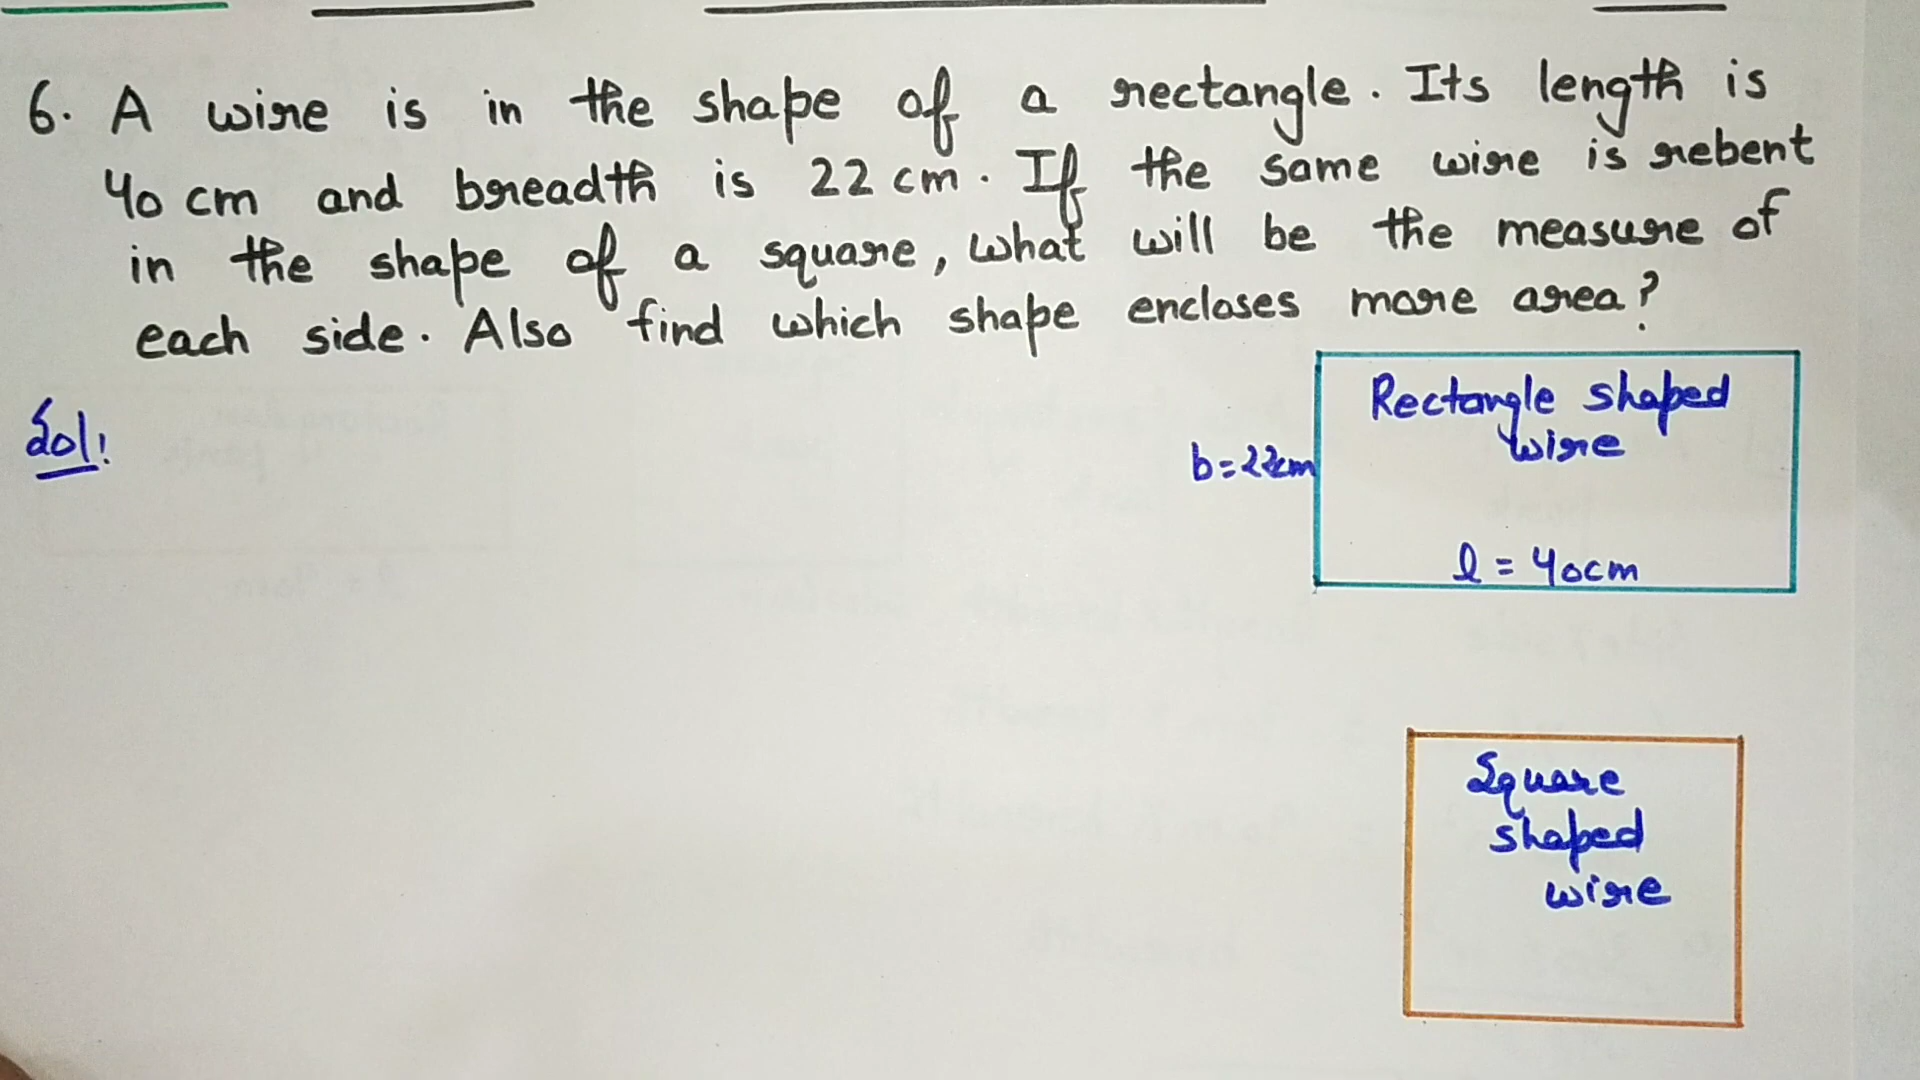 6. A wire is in the shape of a rectangle. Its length is
40 cm and breadth is 22 cm. If the same wire is rebent
in the shape of a square, what will be the measure of
each side. Also find which shape encloses more area?
Sol:
Rectangle shaped
wire
b=22cm
l = 40cm
Square
shaped
wire